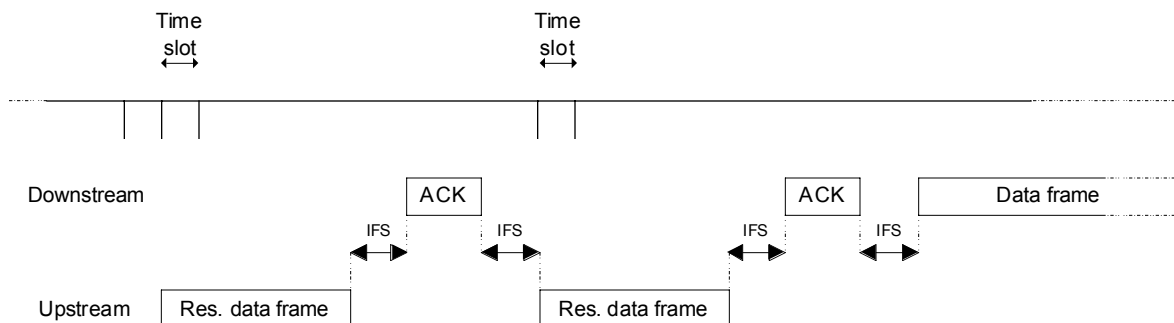 Time
slot
Time
slot
Downstream
ACK
ACK
Data frame
IFS
IFS
IFS
IFS
Upstream
Res. data frame
Res. data frame